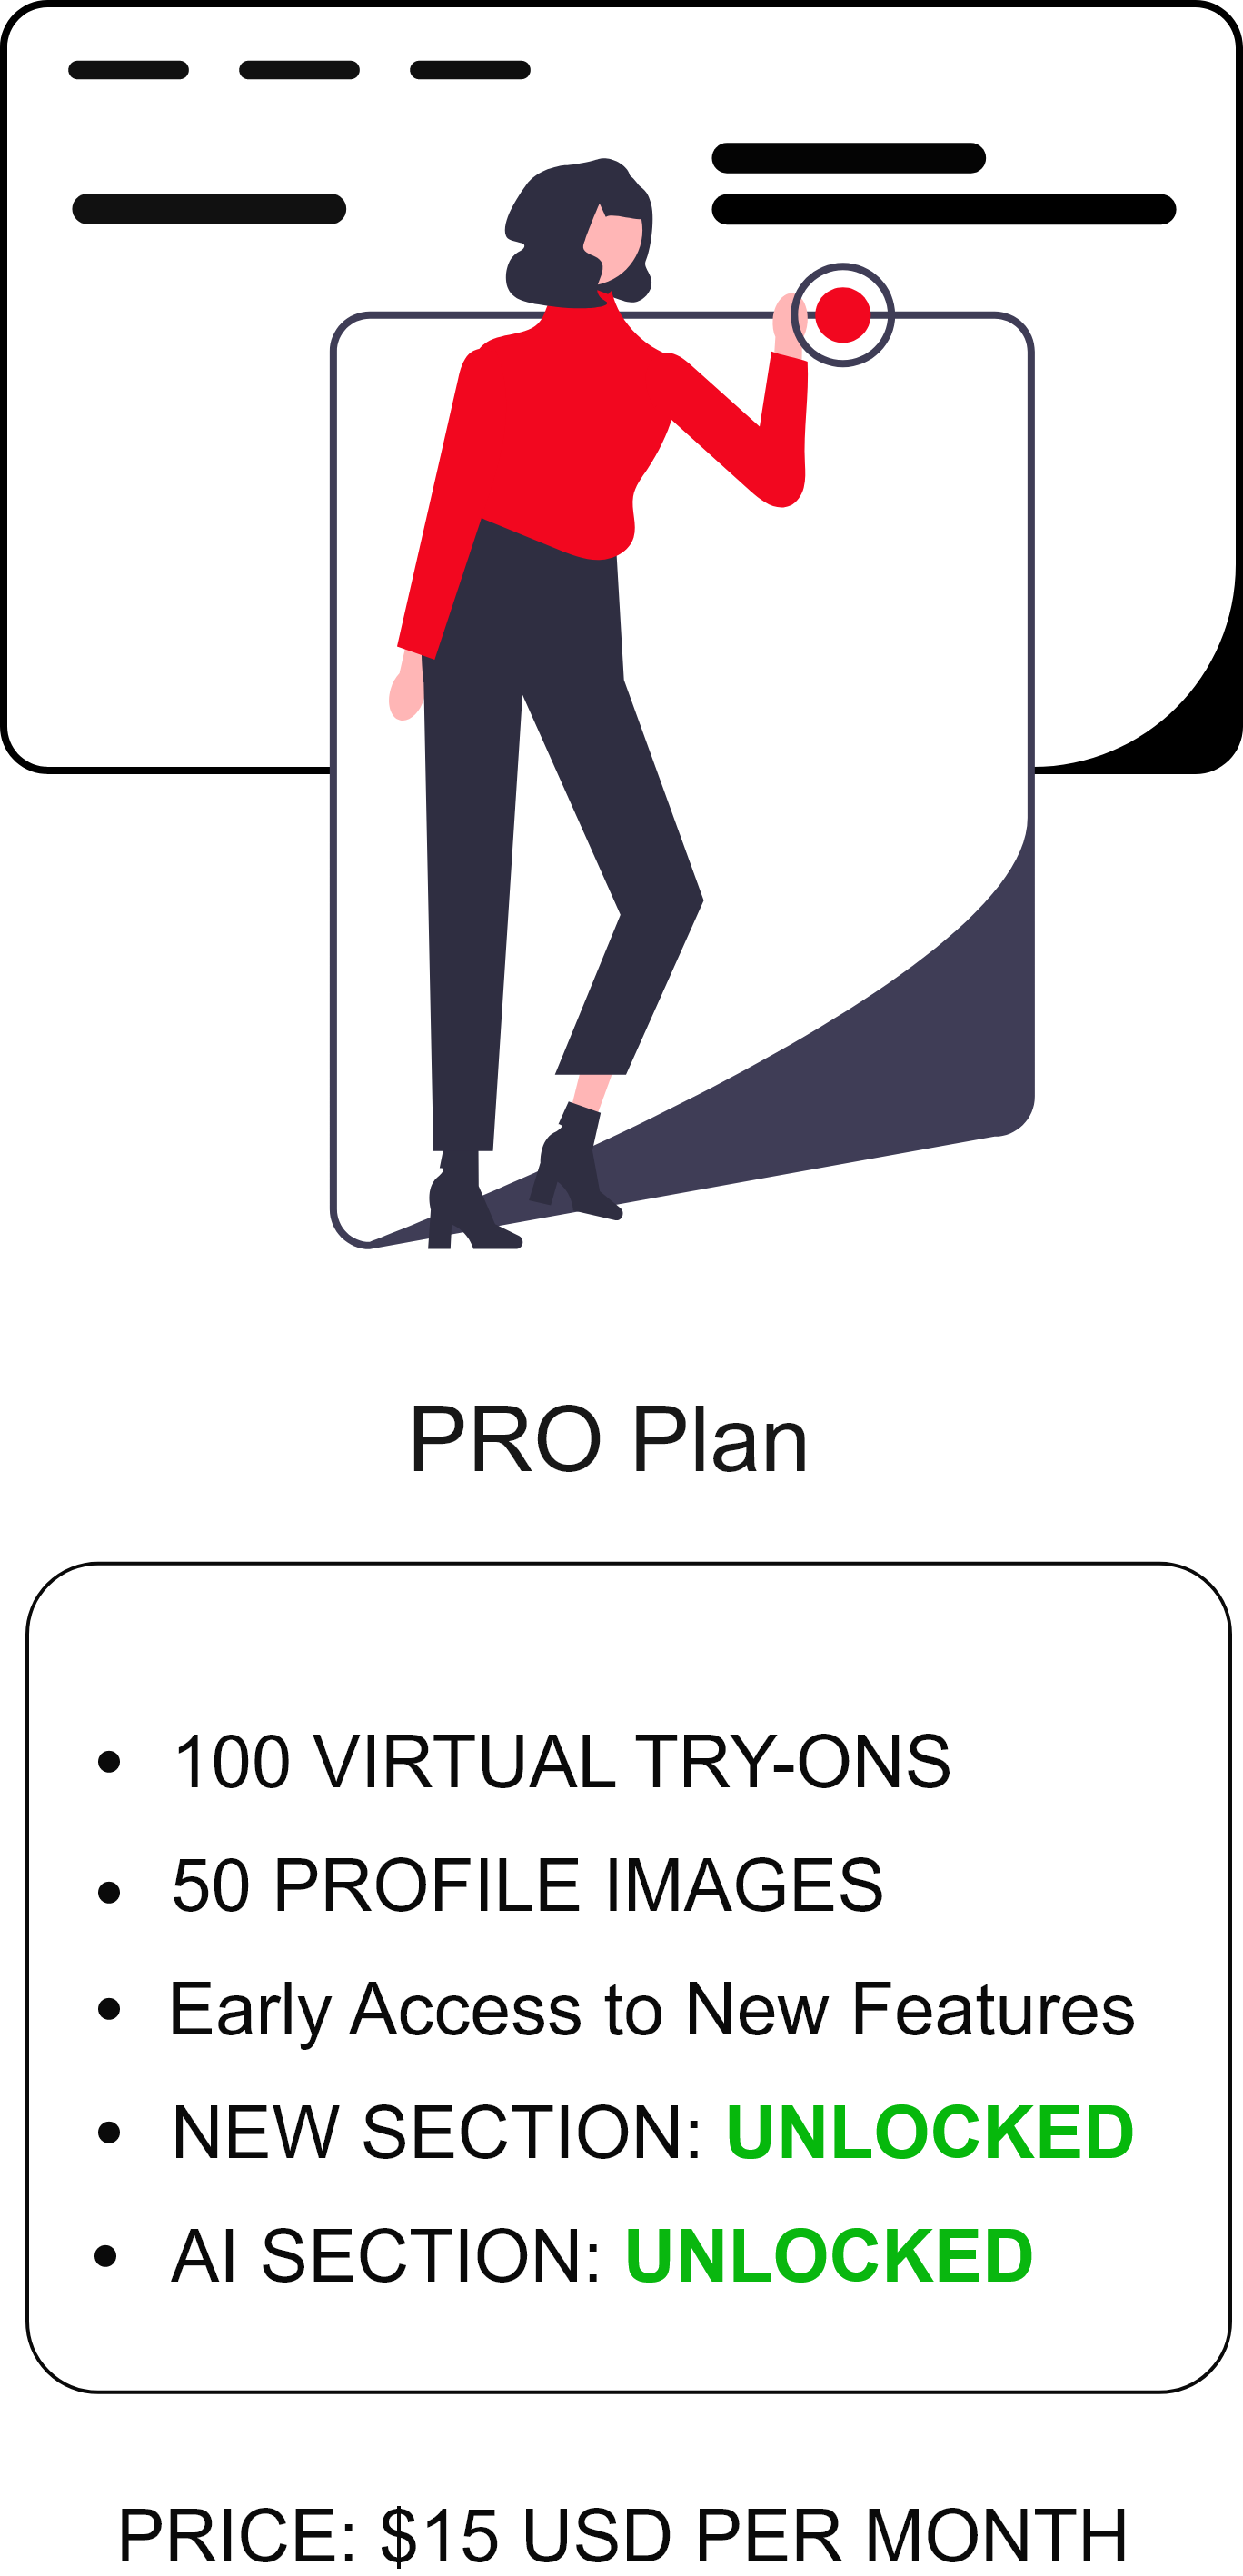 PRO Plan
• 100 VIRTUAL TRY-ONS
• 50 PROFILE IMAGES
• Early Access to New Features
• NEW SECTION: UNLOCKED
• AI SECTION: UNLOCKED
PRICE: $15 USD PER MONTH